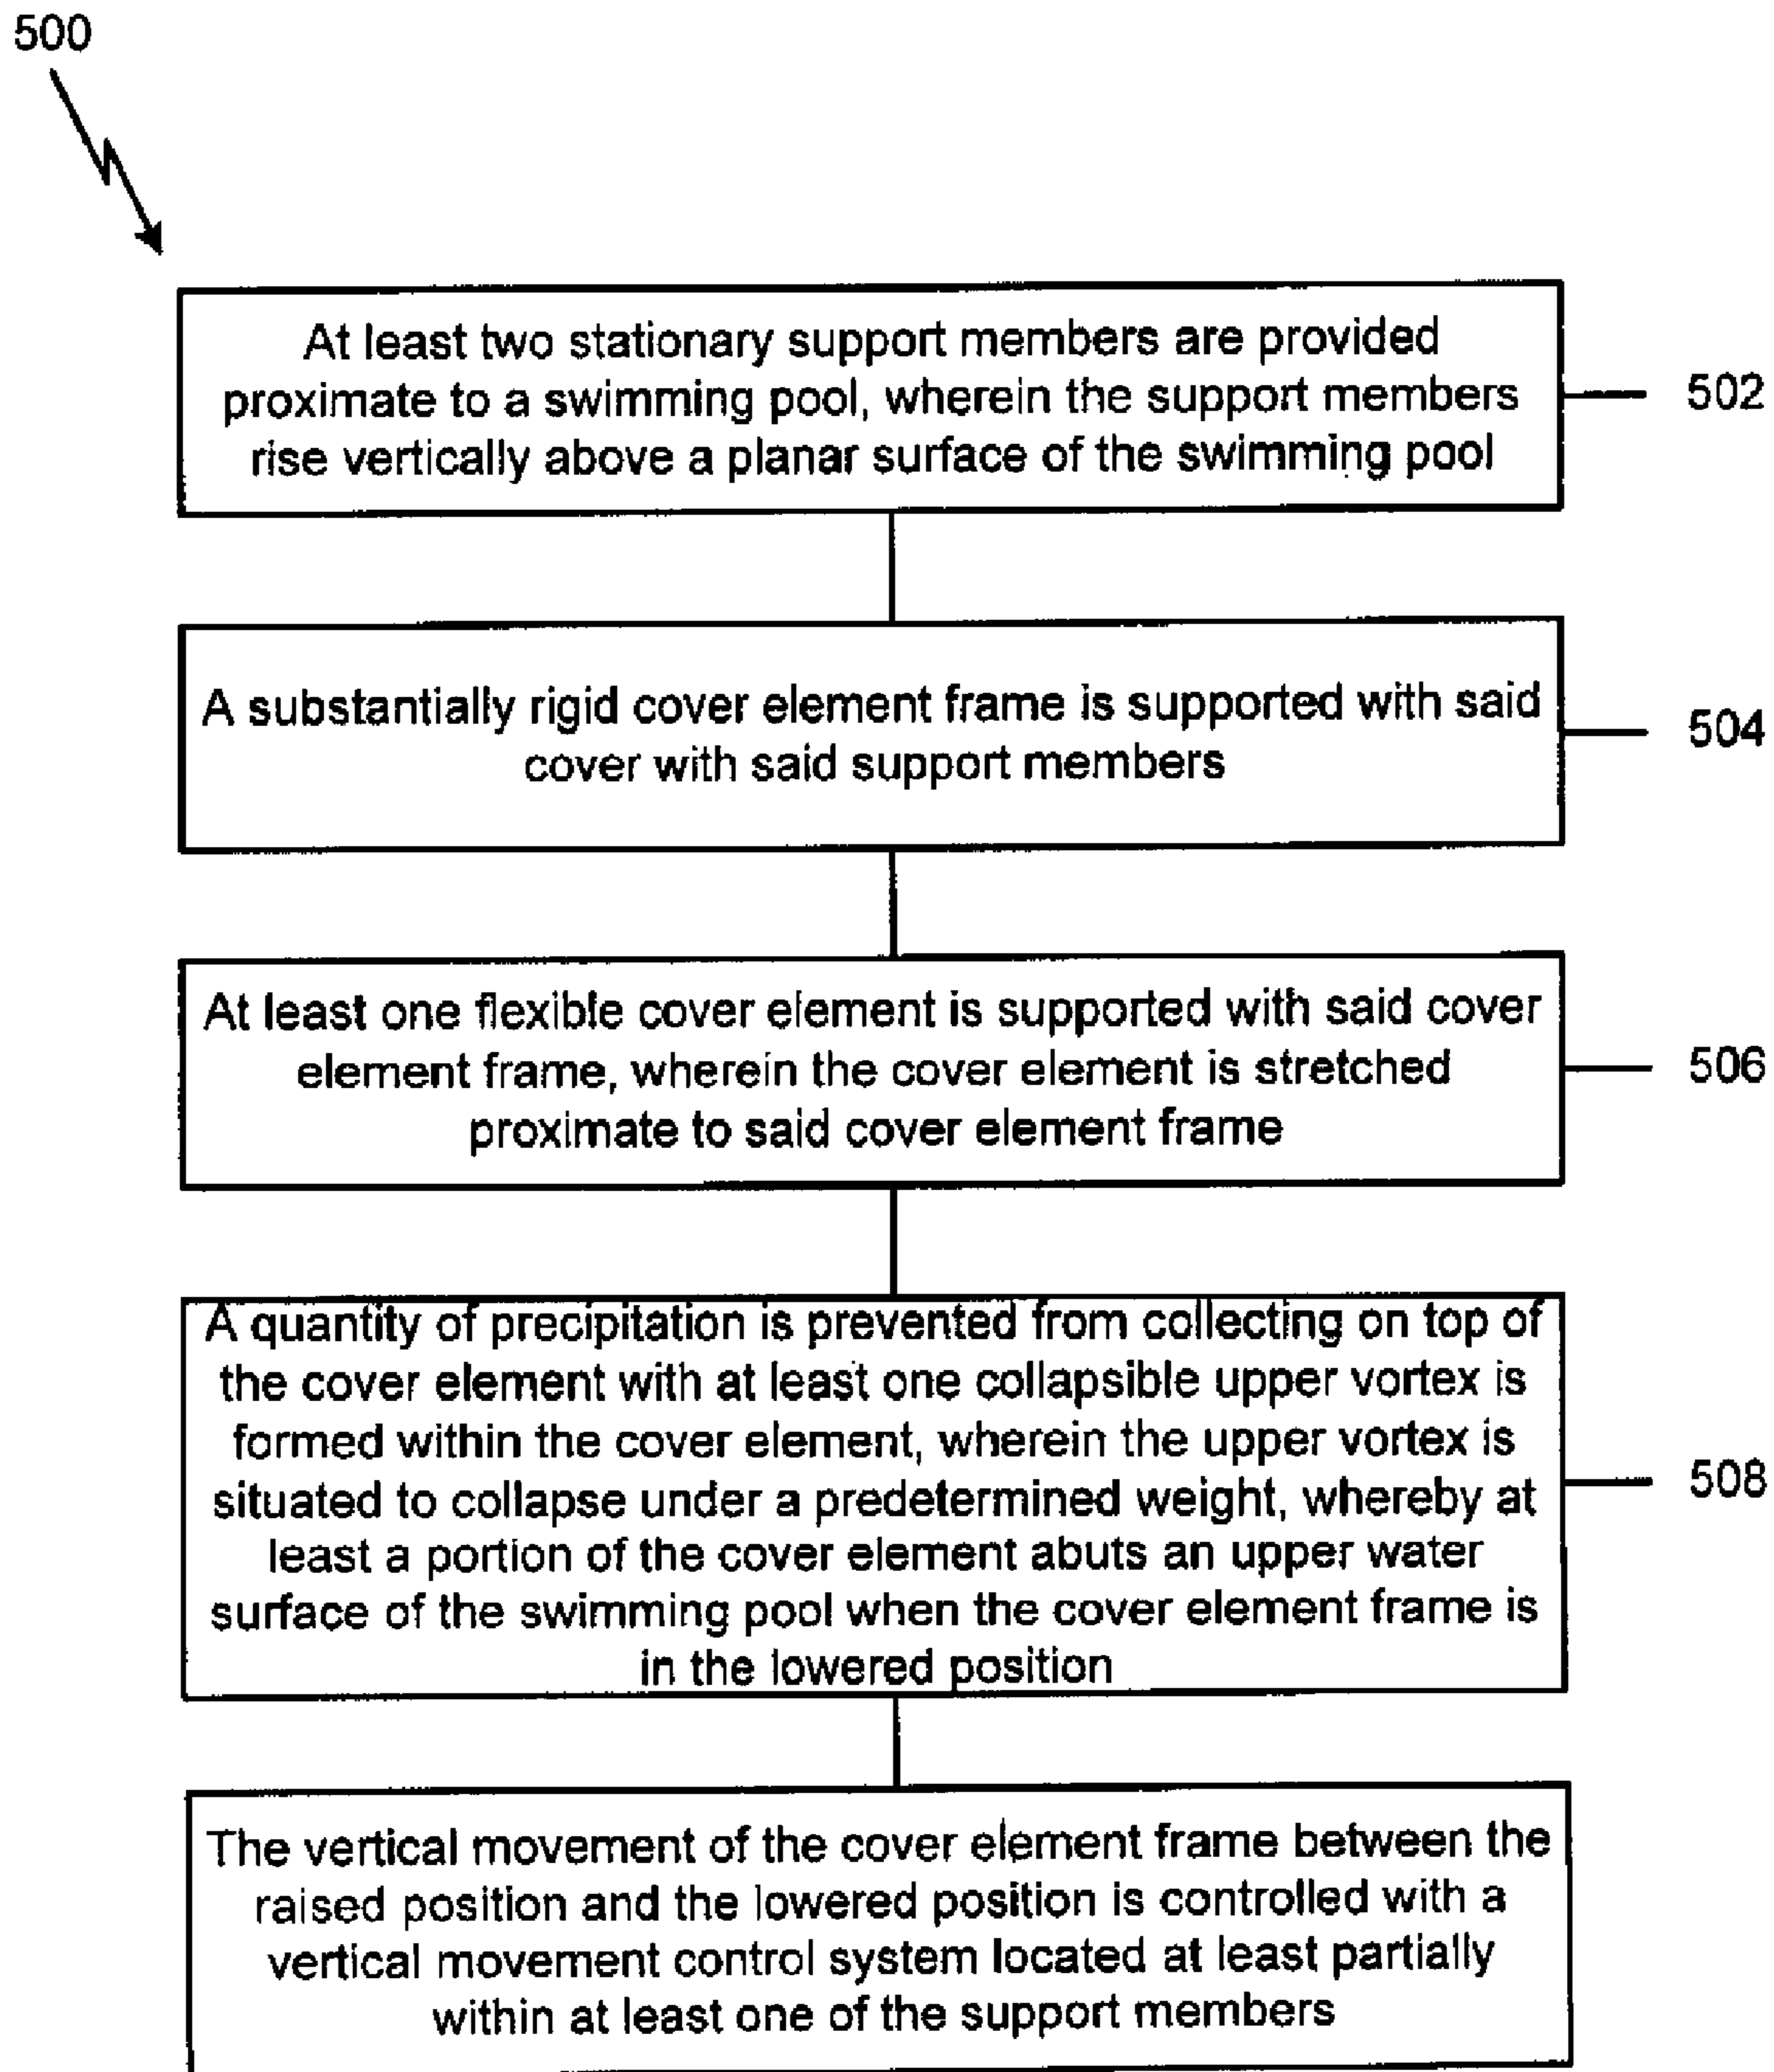 500
At least two stationary support members are provided
proximate to a swimming pool, wherein the support members
rise vertically above a planar surface of the swimming pool
502
A substantially rigid cover element frame is supported with said
cover with said support members
504
At least one flexible cover element is supported with said cover
element frame, wherein the cover element is stretched
proximate to said cover element frame
506
A quantity of precipitation is prevented from collecting on top of
the cover element with at least one collapsible upper vortex is
formed within the cover element, wherein the upper vortex is
situated to collapse under a predetermined weight, whereby at
least a portion of the cover element abuts an upper water
surface of the swimming pool when the cover element frame is
in the lowered position
508
The vertical movement of the cover element frame between the
raised position and the lowered position is controlled with a
vertical movement control system located at least partially
within at least one of the support members